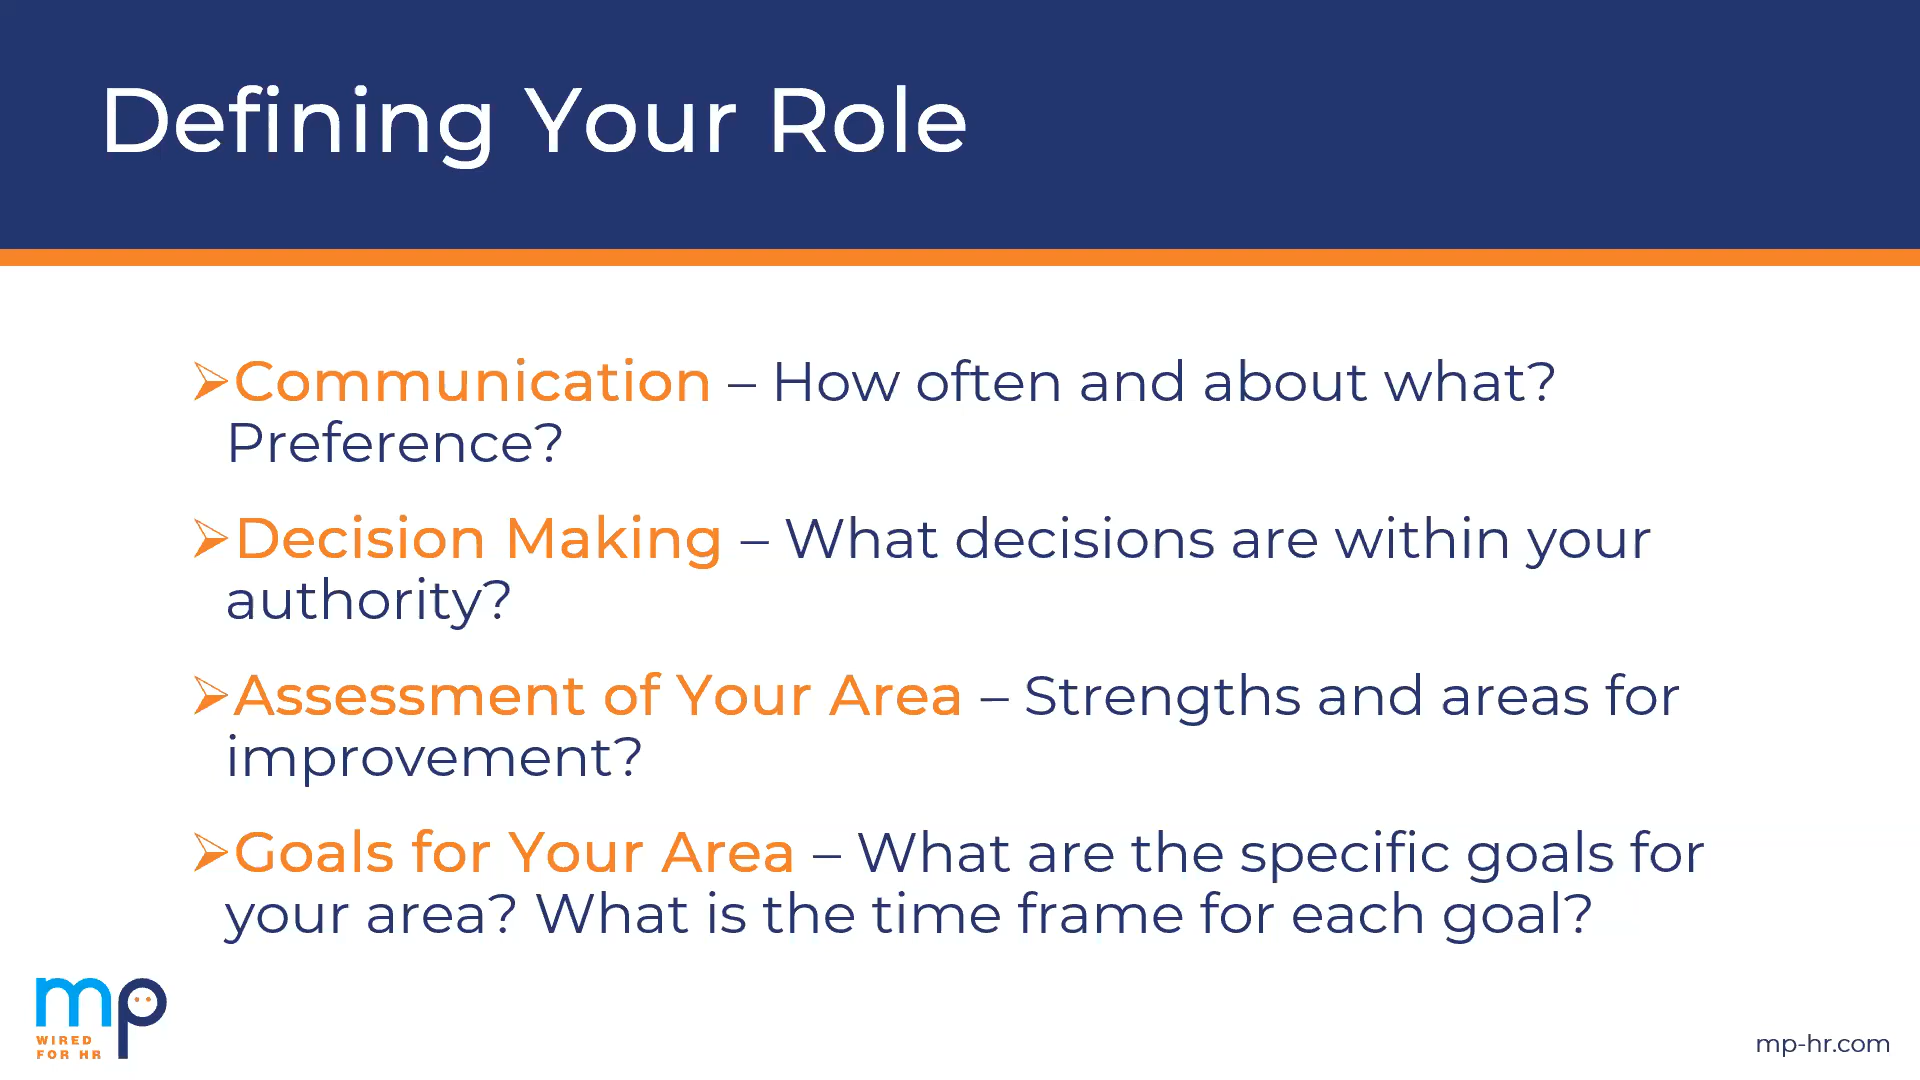 Defining Your Role
➢Communication – How often and about what?
Preference?
➢Decision Making – What decisions are within your
authority?
➢Assessment of Your Area – Strengths and areas for
improvement?
➢Goals for Your Area – What are the specific goals for
your area? What is the time frame for each goal?
mp
WIRED
FOR HR
mp-hr.com